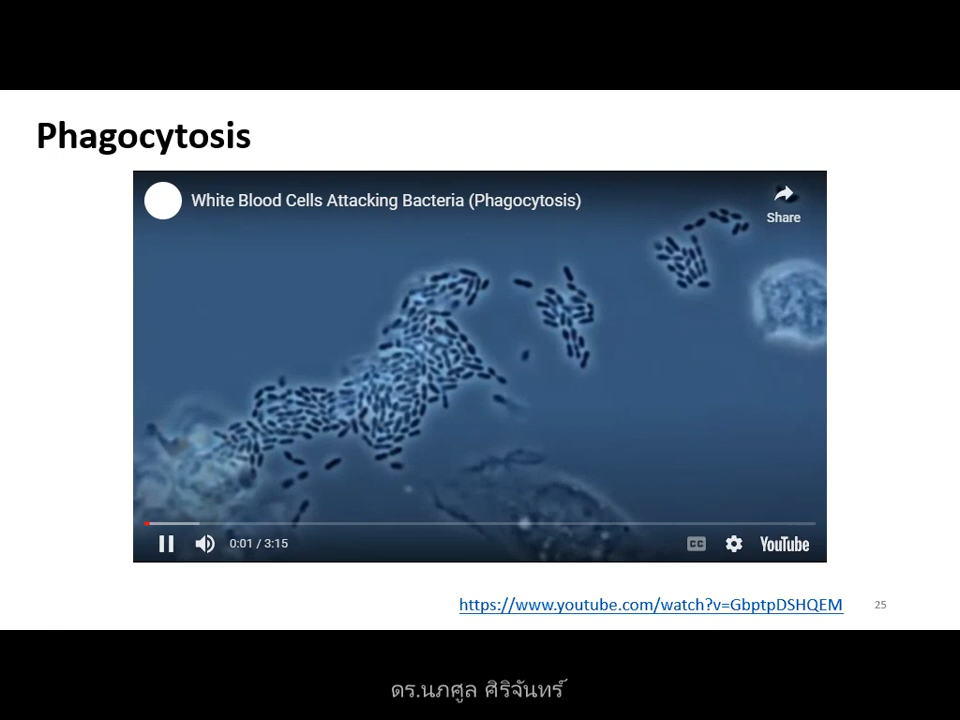 Phagocytosis
White Blood Cells Attacking Bacteria (Phagocytosis)
Share
0:01 / 3:15
CC
YouTube
https://www.youtube.com/watch?v=GbptpDSHQEM
25
ดร.นภศูล ศิริจันทร์